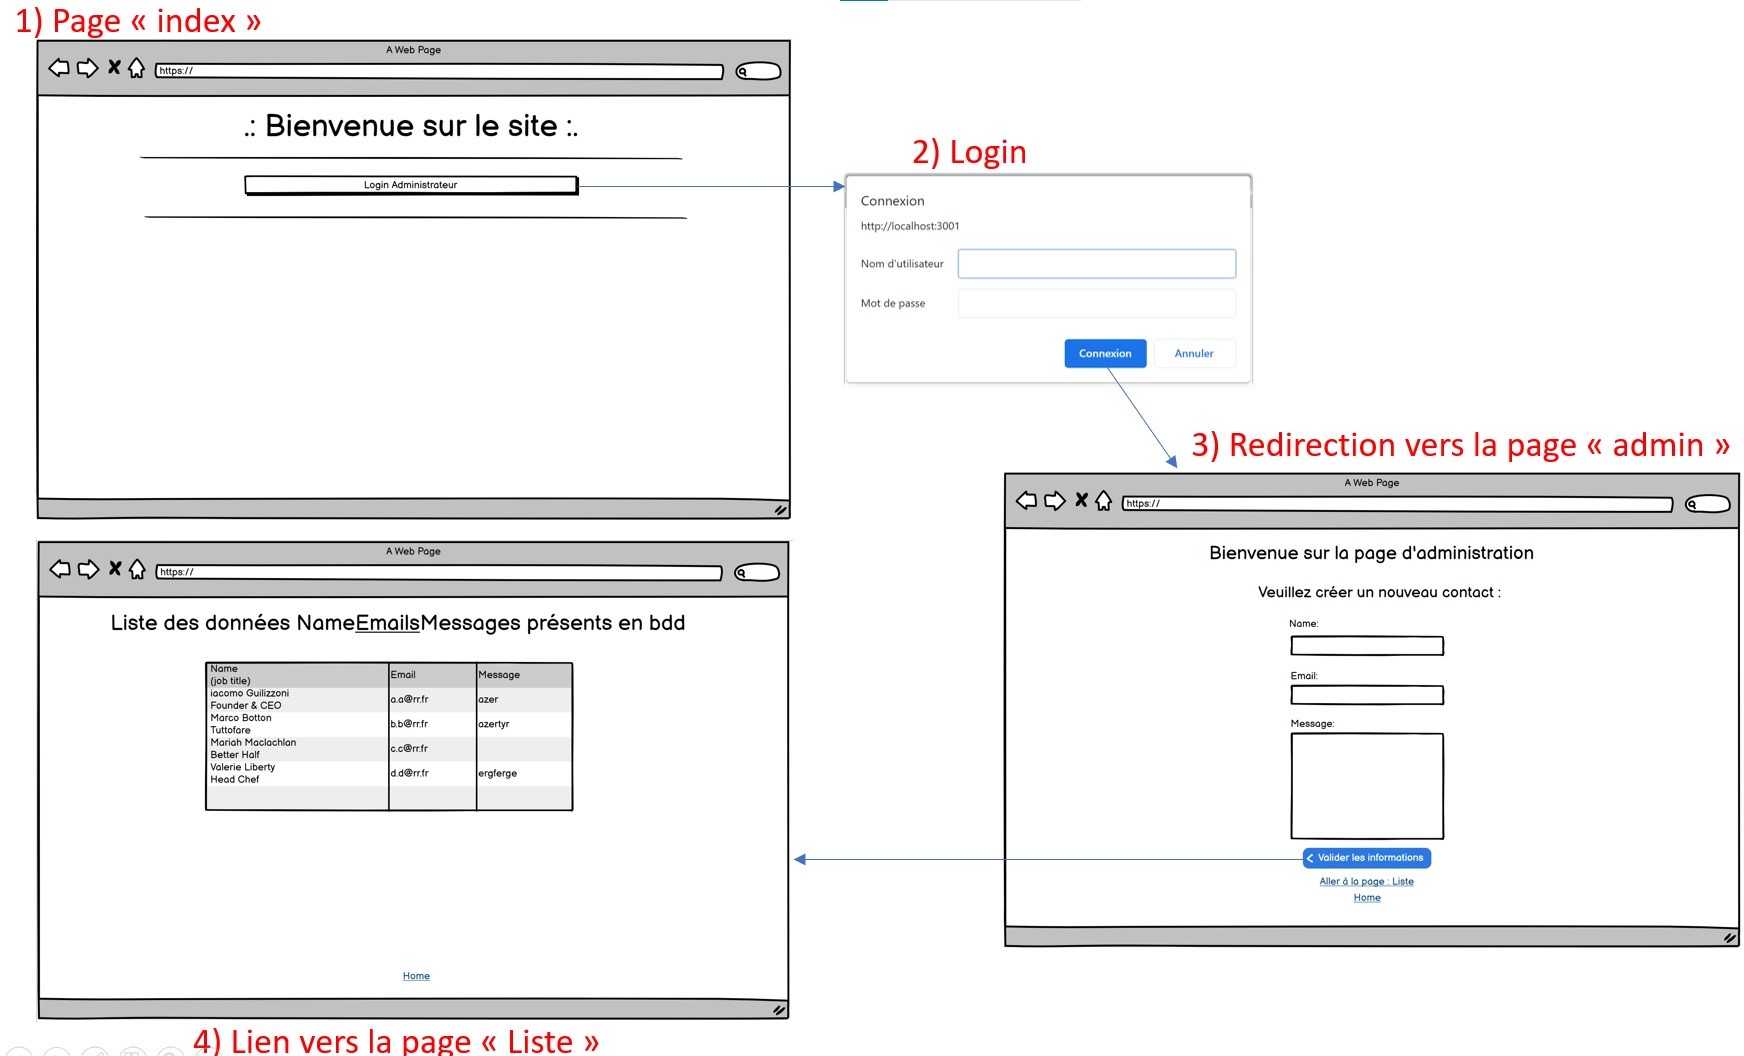 1) Page « index »
A Web Page
https://
.: Bienvenue sur le site :.
Login Administrateur
2) Login
Connexion
http://localhost:3001
Nom d'utilisateur
Mot de passe
Connexion
Annuler
3) Redirection vers la page « admin »
A Web Page
https://
Bienvenue sur la page d'administration
Veuillez créer un nouveau contact :
Name:
Email:
Message:
Valider les informations
Aller à la page : Liste
Home
A Web Page
https://
Liste des données NameEmailsMessages présents en bdd
Name
(job title)
Email
Message
iacomo Guilizzoni
Founder & CEO
a.a@rr.fr
azer
Marco Botton
Tuttofare
b.b@rr.fr
azertyr
Mariah Maclachlan
Better Half
c.c@rr.fr
Valerie Liberty
Head Chef
d.d@rr.fr
ergferge
Home
4) Lien vers la page « Liste »